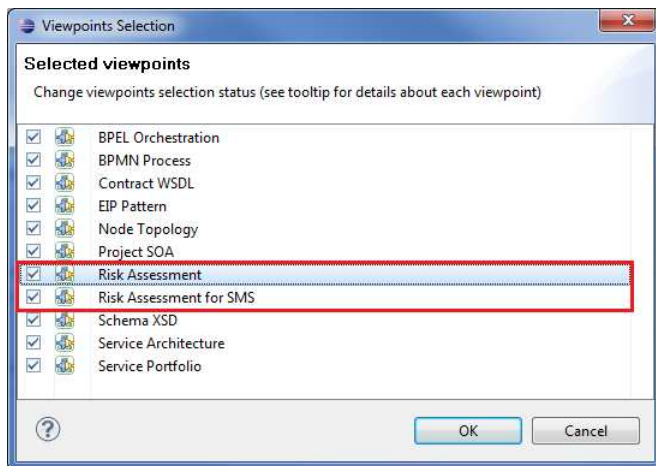 Viewpoints Selection
Selected viewpoints
Change viewpoints selection status (see tooltip for details about each viewpoint)
BPEL Orchestration
BPMN Process
Contract WSDL
EIP Pattern
Node Topology
Project SOA
Risk Assessment
Risk Assessment for SMS
Schema XSD
Service Architecture
Service Portfolio
?
OK Cancel